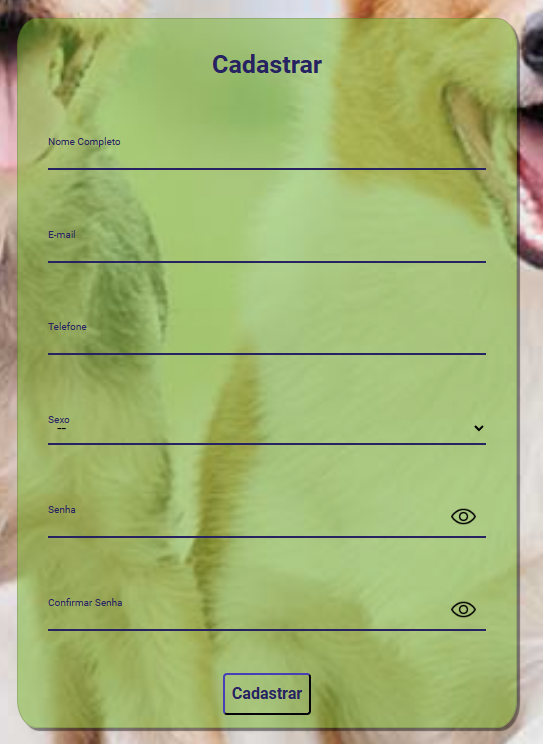 Cadastrar
Nome Completo
E-mail
Telefone
Sexo
--
Senha
Confirmar Senha
Cadastrar